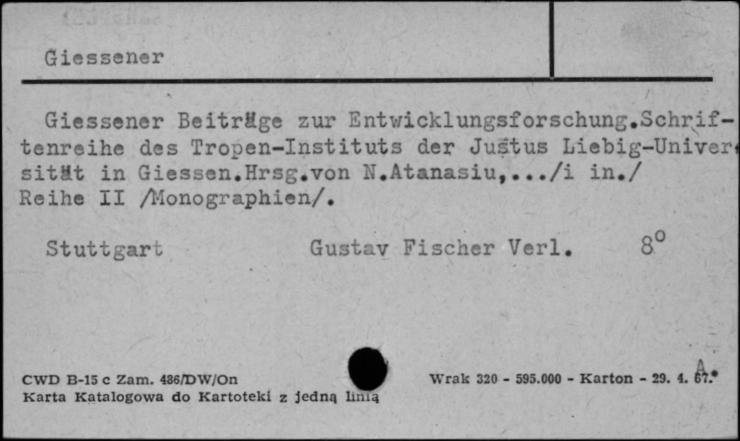 Giessener
Giessener Beiträge zur Entwicklungsforschung.Schrif-
tenreihe des Tropen-Instituts der Justus Liebig-Univer
sität in Giessen.Hrsg.von N.Atanasiu,.../i in./
Reihe II /Monographien/.
Stuttgart Gustav Fischer Verl. 8°
CWD B-15 c Zam. 486/DW/On Wrak 320 - 595.000 - Karton - 29. 4. 67.
Karta Katalogowa do Kartoteki z jedną linią
A.